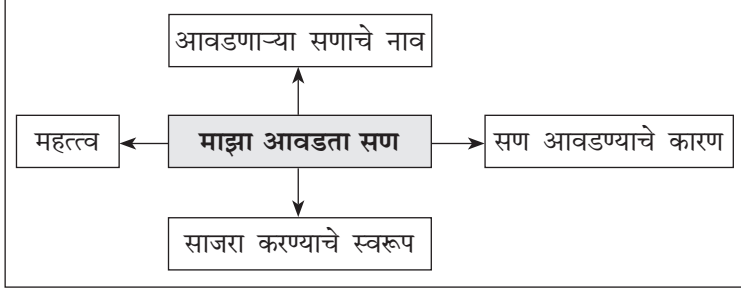 आवडणाऱ्या सणाचे नाव
महत्त्व
माझा आवडता सण
सण आवडण्याचे कारण
साजरा करण्याचे स्वरूप